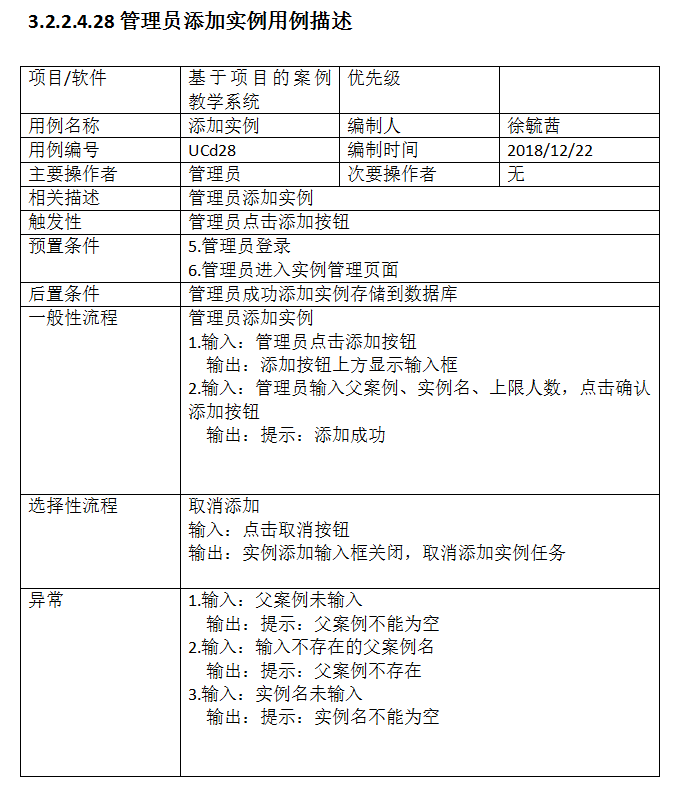 3.2.2.4.28 管理员添加实例用例描述
项目/软件 基于项目的案例 优先级
教学系统
用例名称 添加实例 编制人 徐毓茜
用例编号 UCd28 编制时间 2018/12/22
主要操作者 管理员 次要操作者 无
相关描述 管理员添加实例
触发性 管理员点击添加按钮
预置条件 5.管理员登录
6.管理员进入实例管理页面
后置条件 管理员成功添加实例存储到数据库
一般性流程 管理员添加实例
1.输入：管理员点击添加按钮
输出：添加按钮上方显示输入框
2.输入：管理员输入父案例、实例名、上限人数，点击确认
添加按钮
输出：提示：添加成功
选择性流程 取消添加
输入：点击取消按钮
输出：实例添加输入框关闭，取消添加实例任务
异常 1.输入：父案例未输入
输出：提示：父案例不能为空
2.输入：输入不存在的父案例名
输出：提示：父案例不存在
3.输入：实例名未输入
输出：提示：实例名不能为空